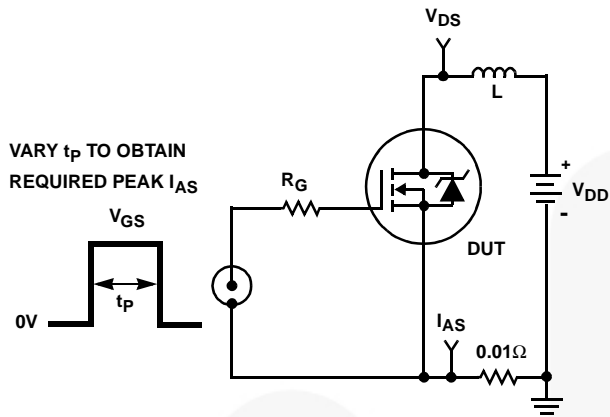 VDS
L
VARY tP TO OBTAIN
REQUIRED PEAK IAS
RG
+
VDD
-
VGS
DUT
tP
0V
IAS
0.01Ω